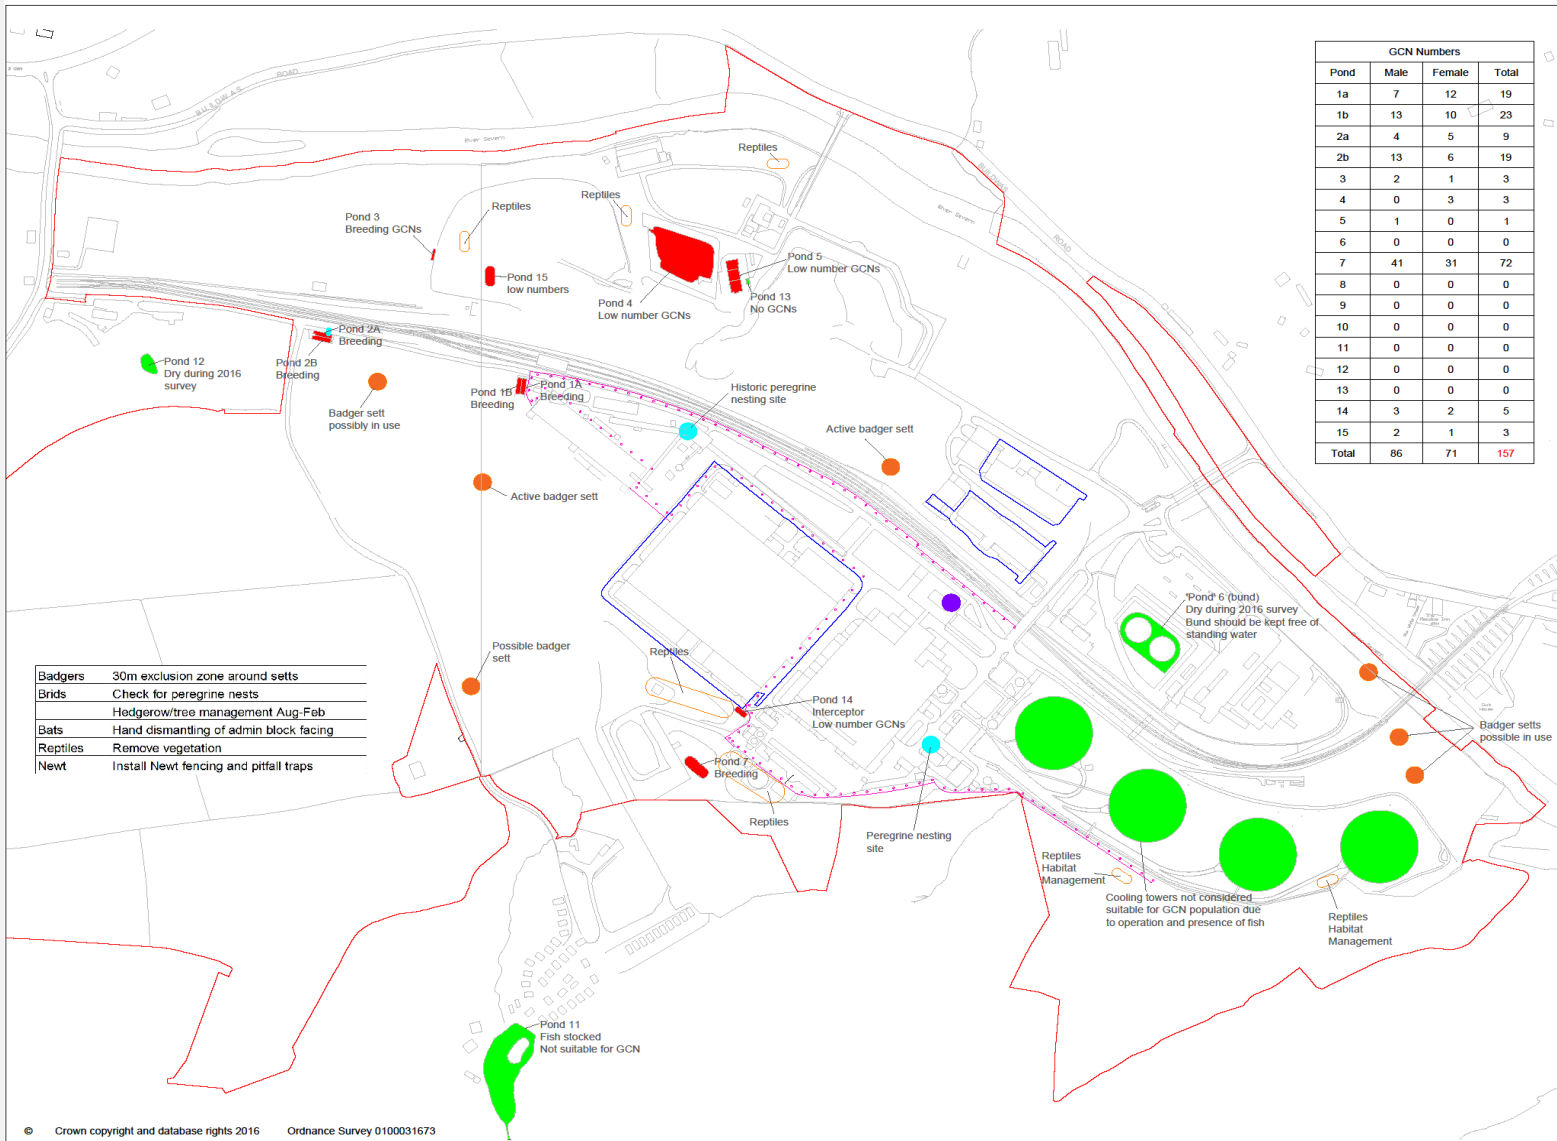 BUILDWAS ROAD
River Severn
GCN Numbers
Pond Male Female Total
1a 7 12 19
1b 13 10 23
2a 4 5 9
2b 13 6 19
3 2 1 3
4 0 3 3
5 1 0 1
6 0 0 0
7 41 31 72
8 0 0 0
9 0 0 0
10 0 0 0
11 0 0 0
12 0 0 0
13 0 0 0
14 3 2 5
15 2 1 3
Total 86 71 157
Reptiles
BUILDWAS
ROAD
River Severn
Reptiles
Reptiles
Pond 3
Breeding GCNs
Pond 15
low numbers
Pond 4
Low number GCNs
Pond 5
Low number GCNs
Pond 13
No GCNs
Pond 2A
Breeding
Pond 2B
Breeding
Pond 12
Dry during 2016
survey
Badger sett
possibly in use
Pond 1B
Breeding
Pond 1A
Breeding
Historic peregrine
nesting site
Active badger sett
Active badger sett
'Pond' 6 (bund)
Dry during 2016 survey
Bund should be kept free of
standing water
Possible badger
sett
Reptiles
Badgers 30m exclusion zone around setts
Brids Check for peregrine nests
Hedgerow/tree management Aug-Feb
Bats Hand dismantling of admin block facing
Reptiles Remove vegetation
Newt Install Newt fencing and pitfall traps
Pond 14
Interceptor
Low number GCNs
Badger setts
possible in use
Pond 7
Breeding
Reptiles
Peregrine nesting
site
Reptiles
Habitat
Management
Cooling towers not considered
suitable for GCN population due
to operation and presence of fish
Reptiles
Habitat
Management
Pond 11
Fish stocked
Not suitable for GCN
© Crown copyright and database rights 2016 Ordnance Survey 0100031673